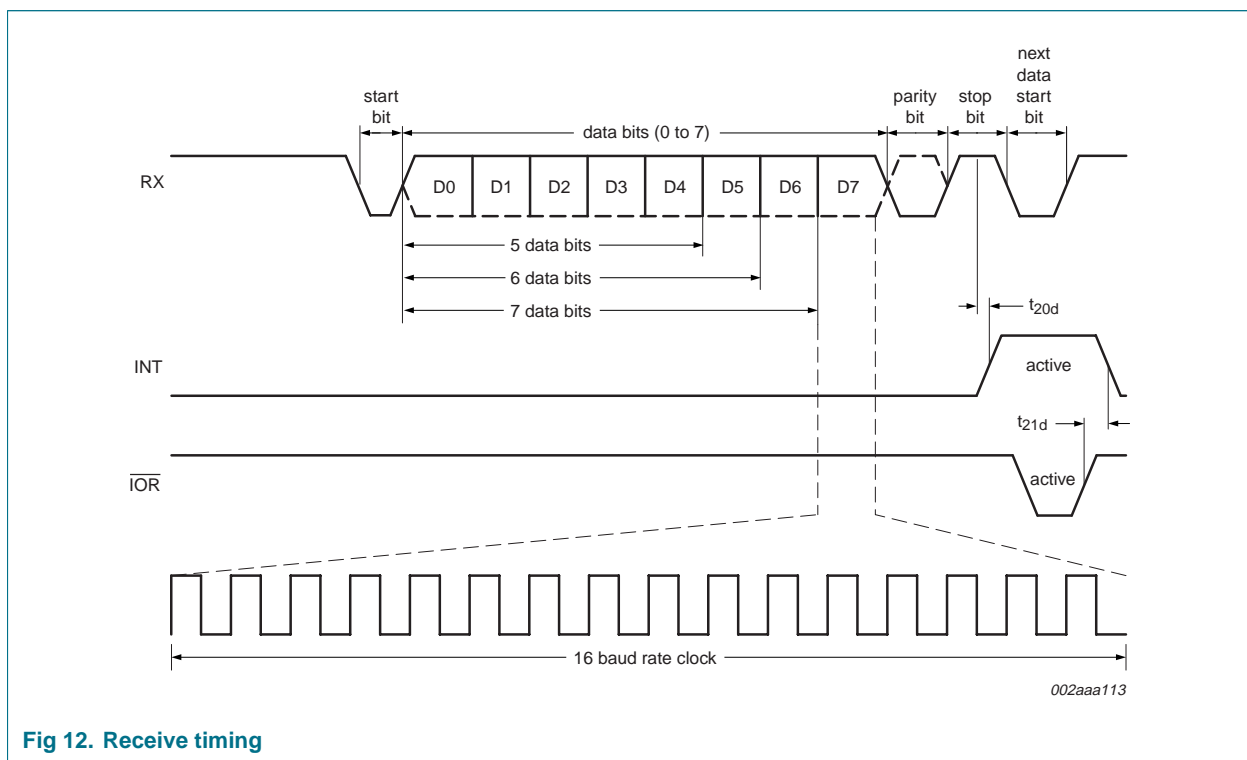 next
data
start
bit
start
bit
parity
bit
stop
bit
data bits (0 to 7)
RX
D0 D1 D2 D3 D4 D5 D6 D7
5 data bits
6 data bits
7 data bits
t20d
INT
active
t21d
IOR
active
16 baud rate clock
002aaa113
Fig 12. Receive timing